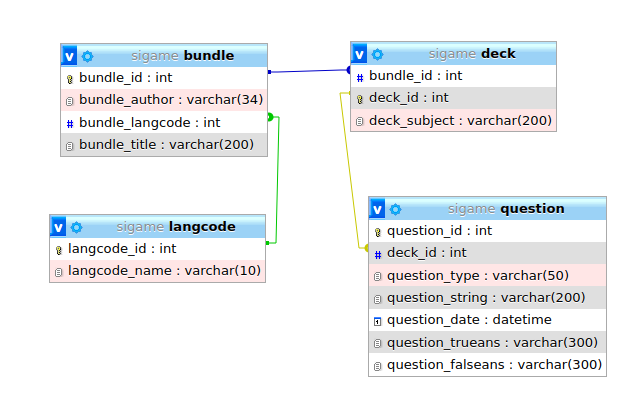 v sigame bundle
bundle_id : int
bundle_author : varchar(34)
# bundle_langcode : int
bundle_title : varchar(200)
v sigame deck
# bundle_id : int
deck_id : int
deck_subject : varchar(200)
v sigame langcode
langcode_id : int
langcode_name : varchar(10)
v sigame question
question_id : int
# deck_id : int
question_type : varchar(50)
question_string : varchar(200)
question_date : datetime
question_trueans : varchar(300)
question_falseans : varchar(300)